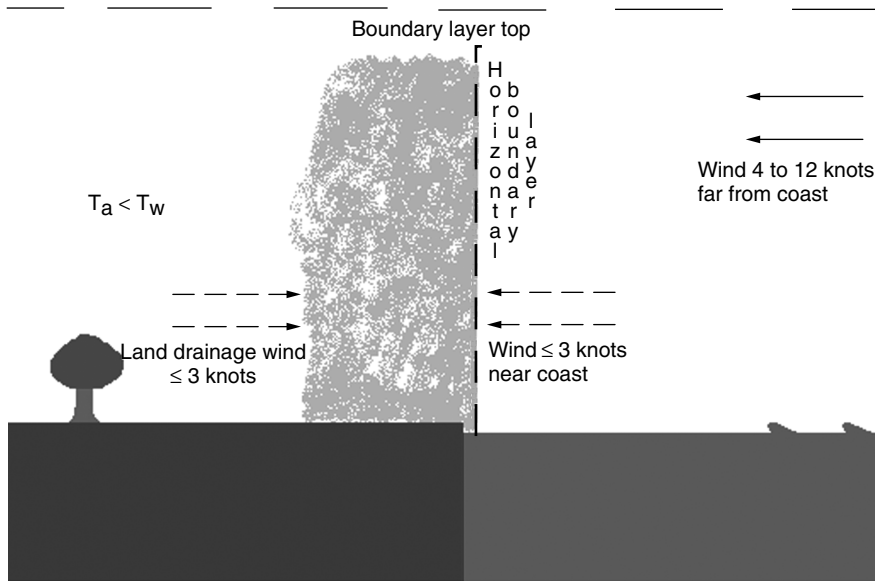 Boundary layer top
Horizontal
boundary
layer
Wind 4 to 12 knots
far from coast
Ta < Tw
Land drainage wind
≤ 3 knots
Wind ≤ 3 knots
near coast